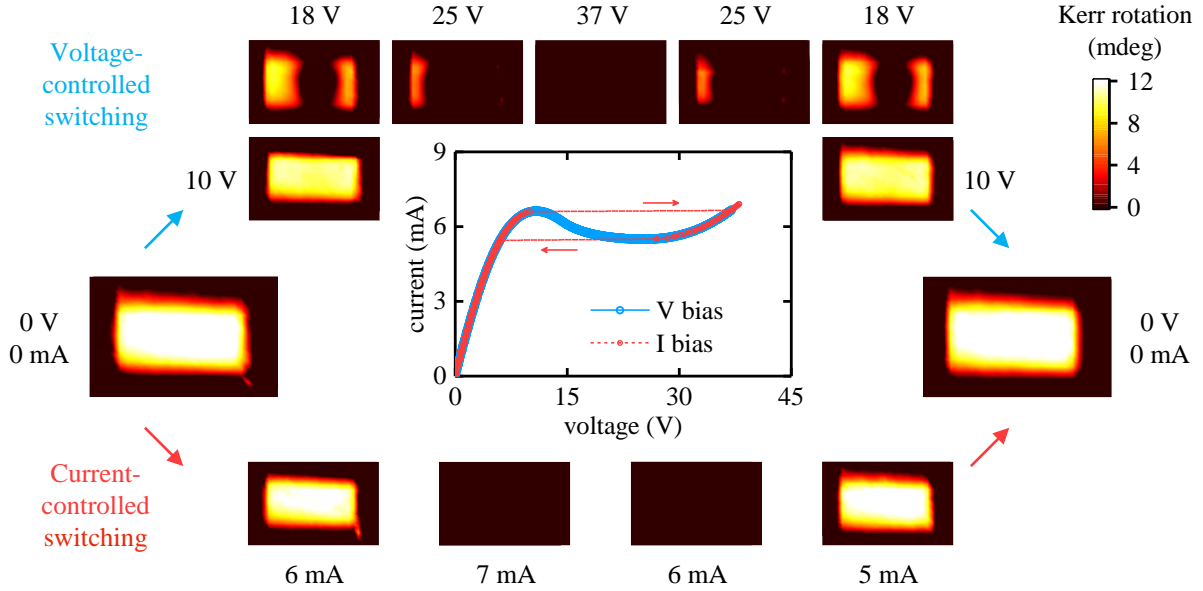 18 V
25 V
37 V
25 V
18 V
Kerr rotation
(mdeg)
Voltage-
controlled
switching
12
8
4
0
10 V
10 V
9
6
3
0
current (mA)
V bias
I bias
0
15
30
45
voltage (V)
0 V
0 mA
0 V
0 mA
Current-
controlled
switching
6 mA
7 mA
6 mA
5 mA